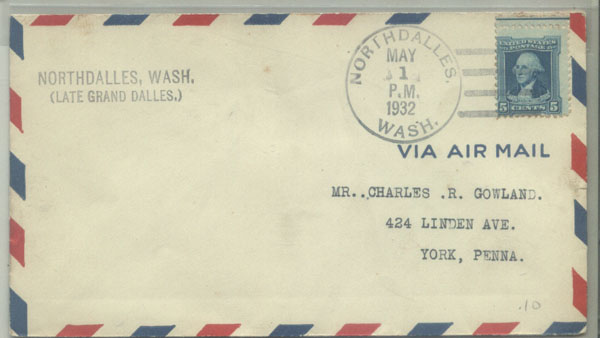 NORTHDALLES, WASH.
(LATE GRAND DALLES.)
NORTHDALLES,
MAY
1
P.M.
1932
WASH.
UNITED STATES
POSTAGE
5 CENTS 5
VIA AIR MAIL
MR..CHARLES .R. GOWLAND.
424 LINDEN AVE.
YORK, PENNA.
.10